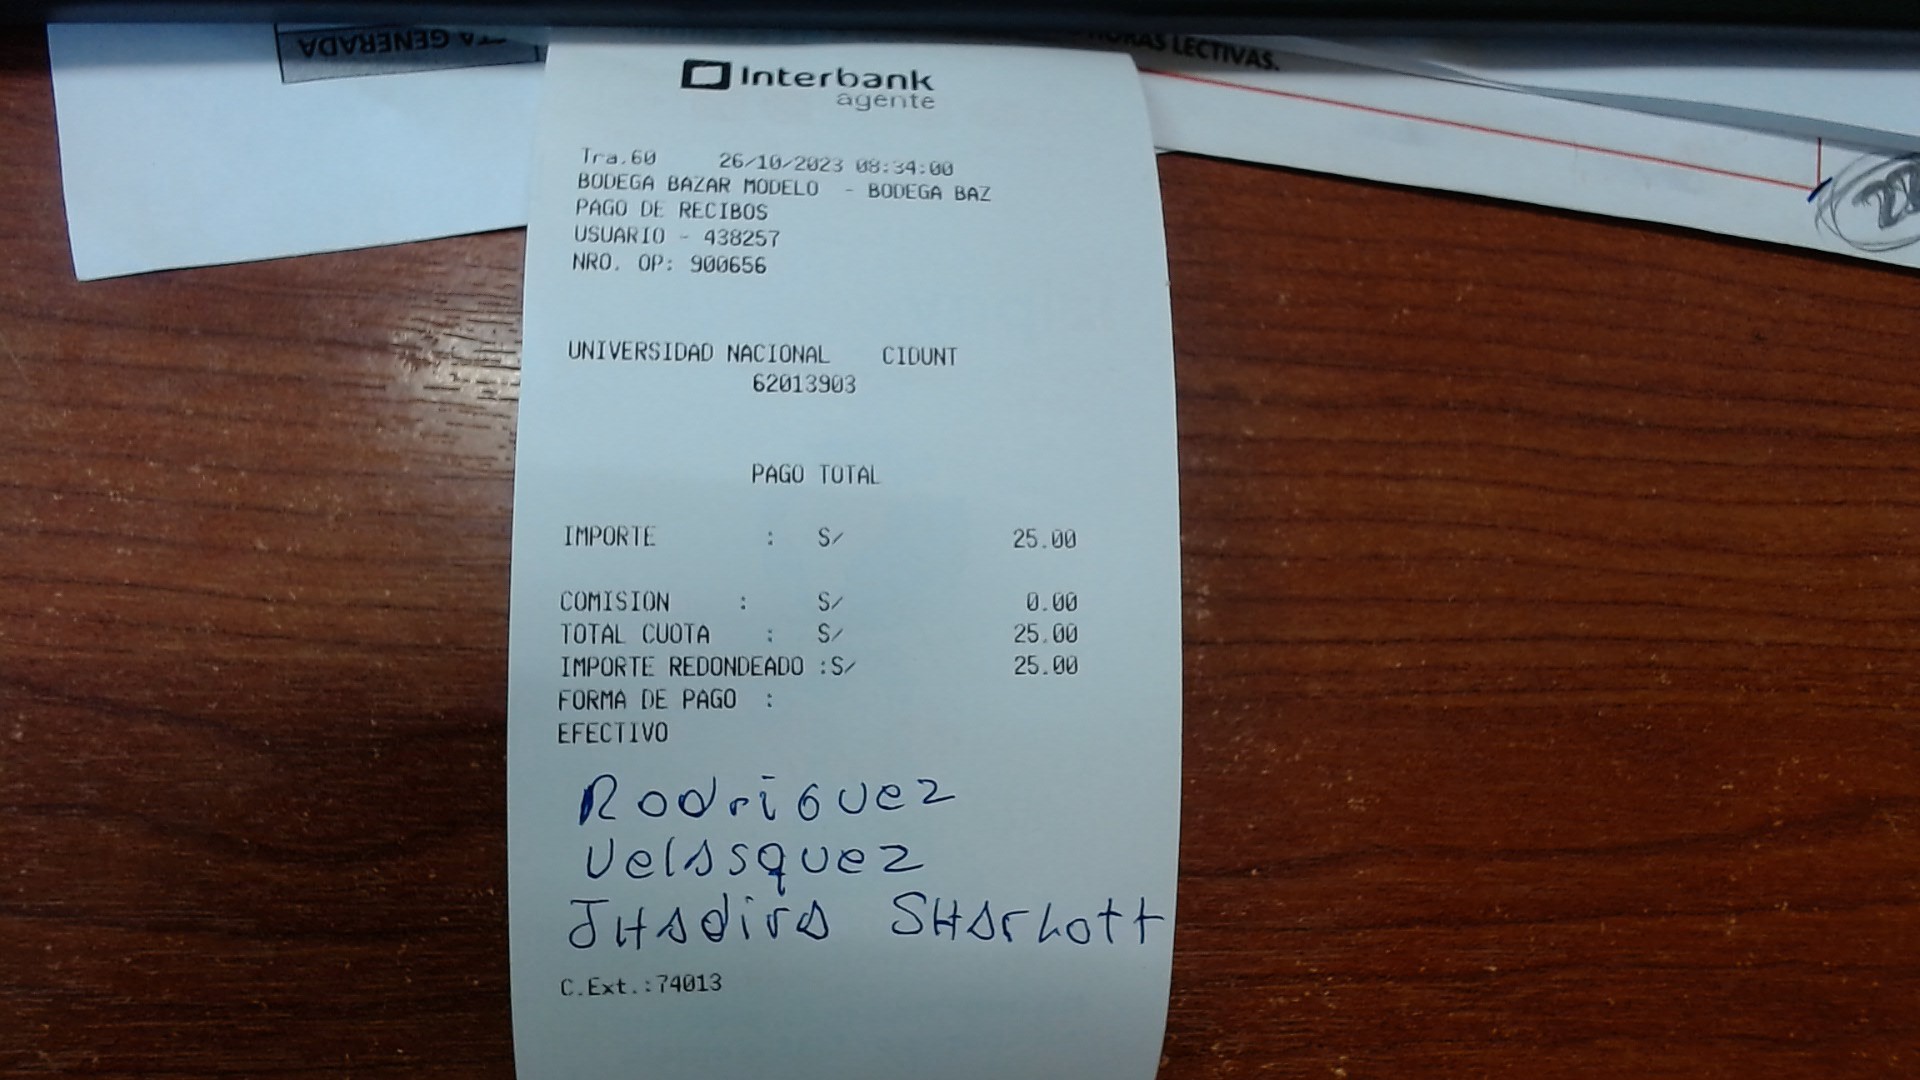 TA GENERADA
HORAS LECTIVAS.
Interbank
agente
Tra.60 26/10/2023 08:34:00
BODEGA BAZAR MODELO - BODEGA BAZ
PAGO DE RECIBOS
USUARIO - 438257
NRO. OP: 900656
UNIVERSIDAD NACIONAL CIDUNT
62013903
PAGO TOTAL
IMPORTE : S/ 25.00
COMISION : S/ 0.00
TOTAL CUOTA : S/ 25.00
IMPORTE REDONDEADO :S/ 25.00
FORMA DE PAGO :
EFECTIVO
Rodriguez
Velasquez
JHadira SHarlott
C.Ext.:74013